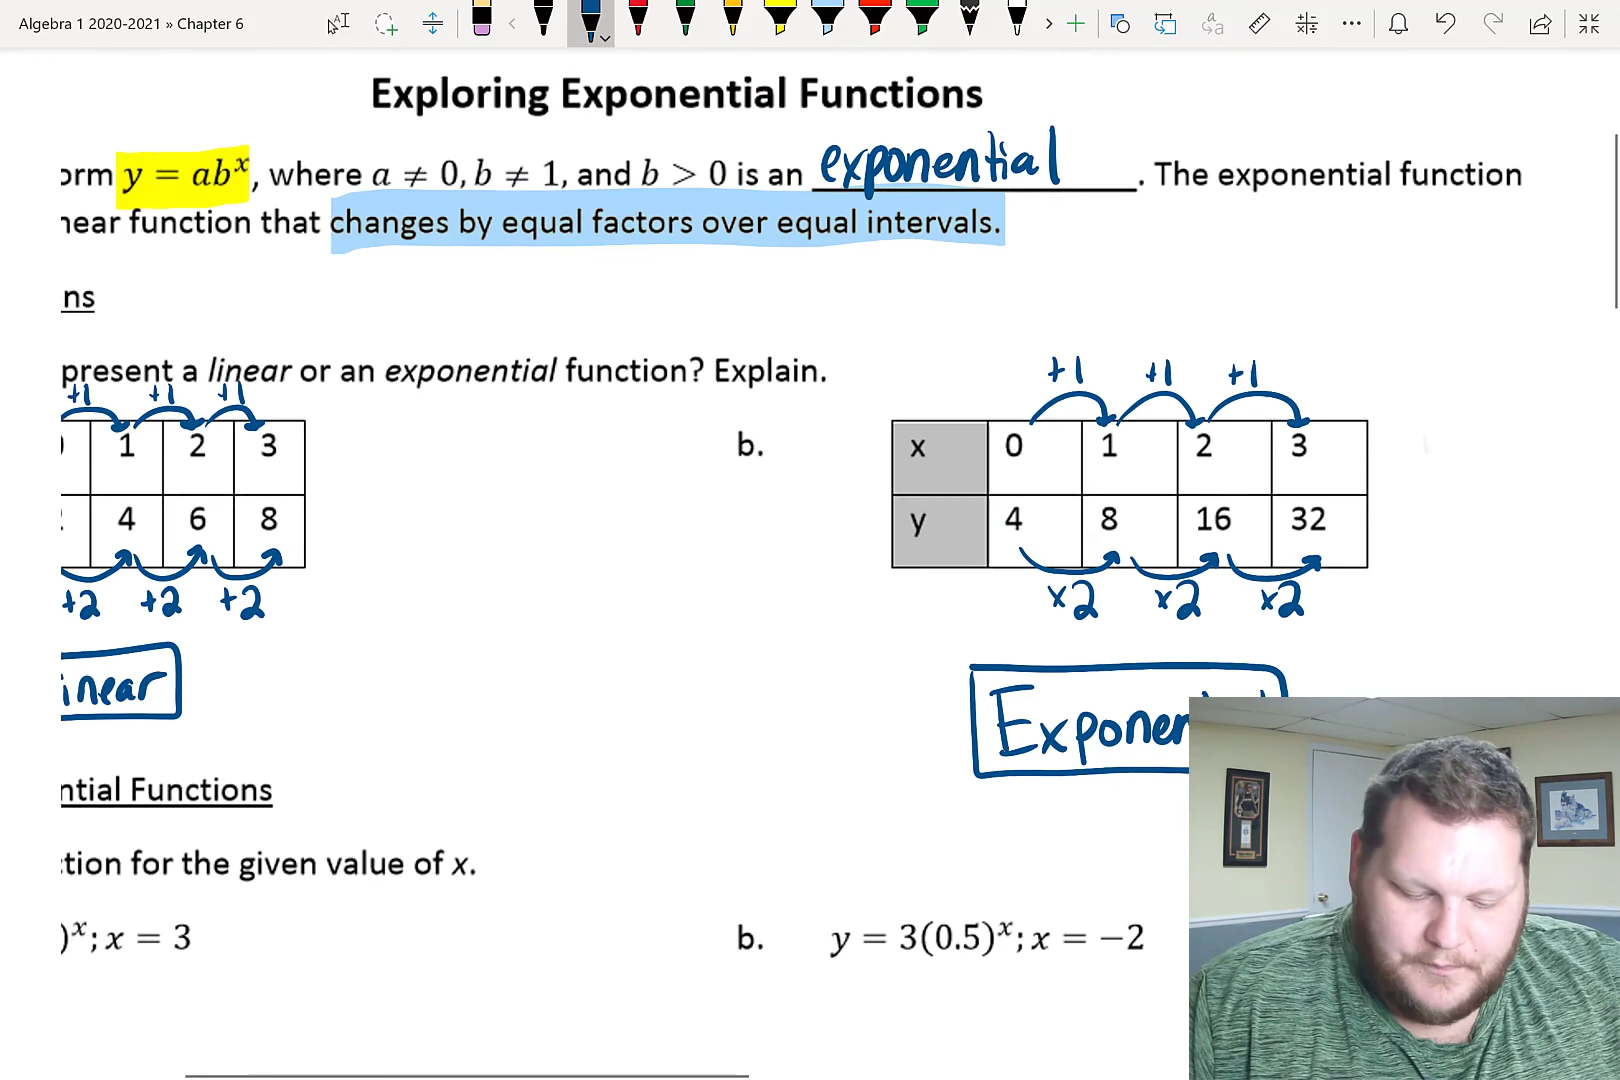 Algebra 1 2020-2021 » Chapter 6
Exploring Exponential Functions
orm y = ab^x, where a ≠ 0, b ≠ 1, and b > 0 is an exponential. The exponential function
near function that changes by equal factors over equal intervals.
ns
present a linear or an exponential function? Explain.
+1 +1 +1
1 2 3
4 6 8
+2 +2 +2
inear
b.
+1 +1 +1
x 0 1 2 3
y 4 8 16 32
x2 x2 x2
Exponen
ntial Functions
tion for the given value of x.
)^x; x = 3
b. y = 3(0.5)^x; x = −2